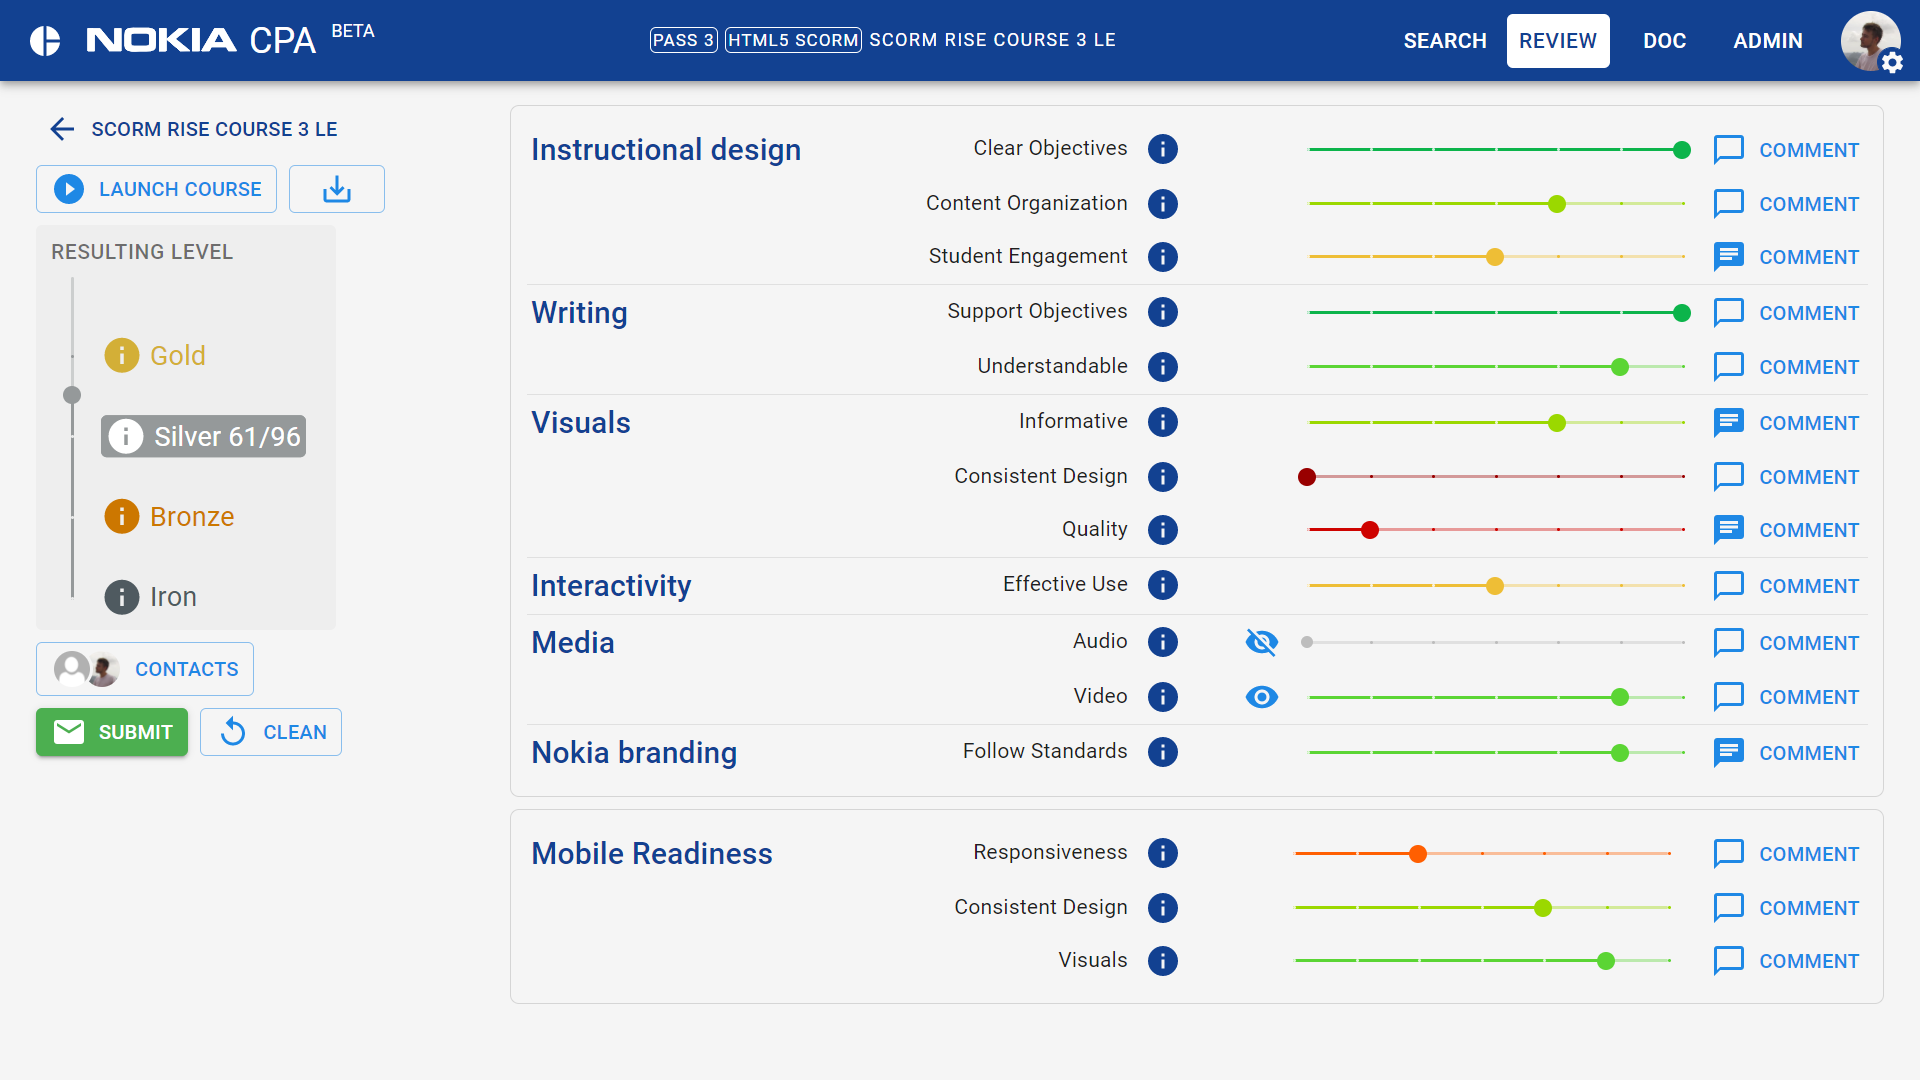 NOKIA CPA BETA
PASS 3 HTML5 SCORM SCORM RISE COURSE 3 LE
SEARCH REVIEW DOC ADMIN
SCORM RISE COURSE 3 LE
LAUNCH COURSE
RESULTING LEVEL
Gold
Silver 61/96
Bronze
Iron
CONTACTS
SUBMIT CLEAN
Instructional design Clear Objectives COMMENT
Content Organization COMMENT
Student Engagement COMMENT
Writing Support Objectives COMMENT
Understandable COMMENT
Visuals Informative COMMENT
Consistent Design COMMENT
Quality COMMENT
Interactivity Effective Use COMMENT
Media Audio COMMENT
Video COMMENT
Nokia branding Follow Standards COMMENT
Mobile Readiness Responsiveness COMMENT
Consistent Design COMMENT
Visuals COMMENT